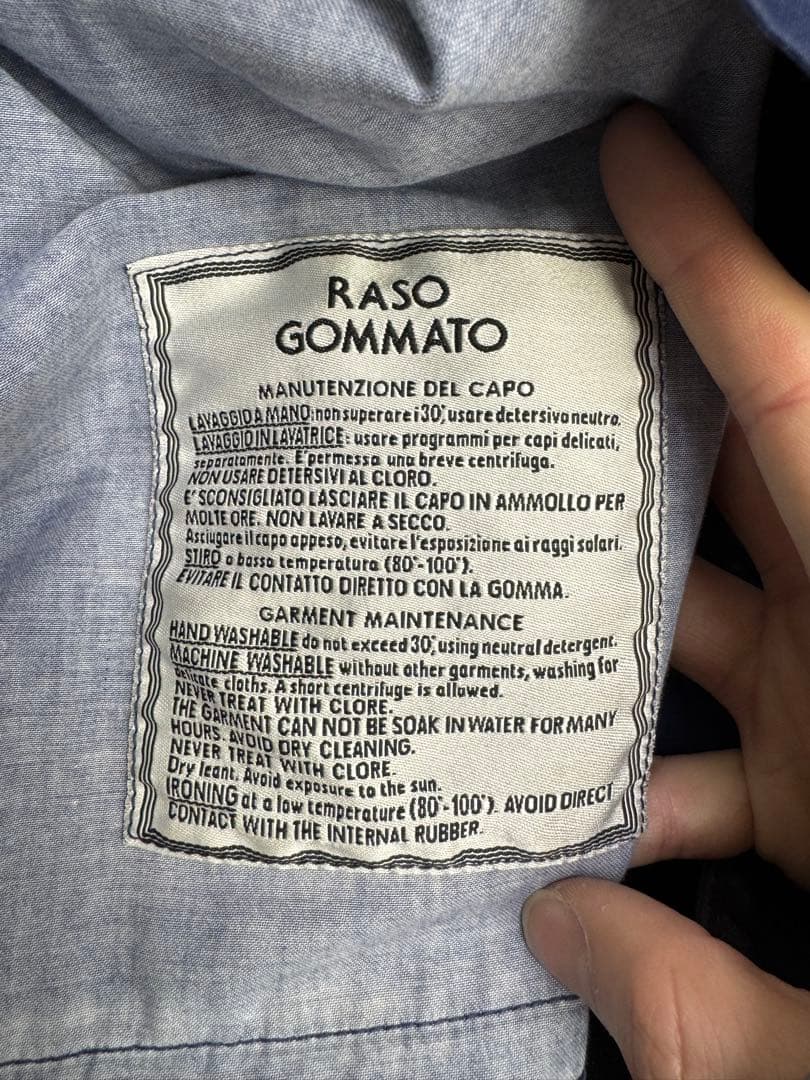 RASO
GOMMATO
MANUTENZIONE DEL CAPO
LAVAGGIO A MANO: non superare i 30°, usare detersivo neutro.
LAVAGGIO IN LAVATRICE: usare programmi per capi delicati,
separatamente. E' permessa una breve centrifuga.
NON USARE DETERSIVI AL CLORO.
E' SCONSIGLIATO LASCIARE IL CAPO IN AMMOLLO PER
MOLTE ORE. NON LAVARE A SECCO.
Asciugare il capo appeso, evitare l'esposizione ai raggi solari.
STIRO a bassa temperatura (80°-100°).
EVITARE IL CONTATTO DIRETTO CON LA GOMMA.
GARMENT MAINTENANCE
HAND WASHABLE do not exceed 30°, using neutral detergent.
MACHINE WASHABLE without other garments, washing for
delicate cloths. A short centrifuge is allowed.
NEVER TREAT WITH CLORE.
THE GARMENT CAN NOT BE SOAK IN WATER FOR MANY
HOURS. AVOID DRY CLEANING.
NEVER TREAT WITH CLORE.
Dry leant. Avoid exposure to the sun.
IRONING at a low temperature (80°-100°). AVOID DIRECT
CONTACT WITH THE INTERNAL RUBBER.